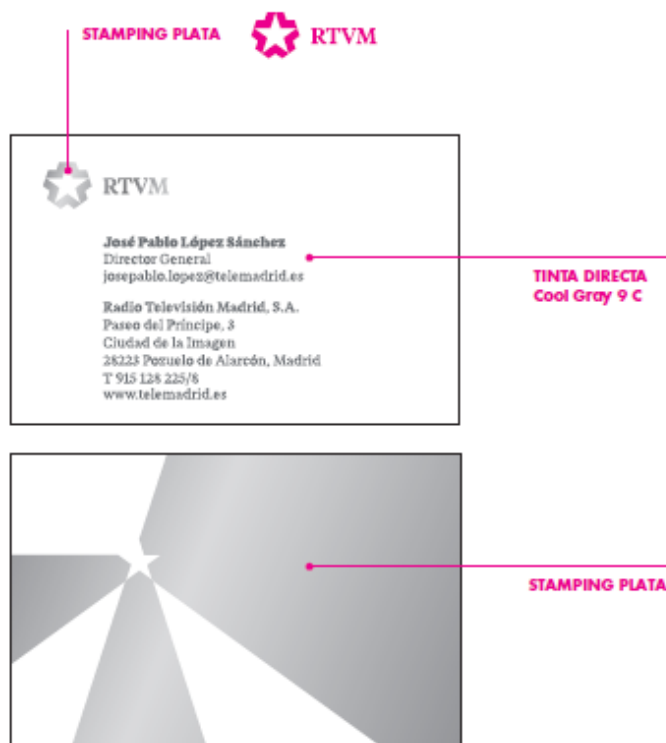 STAMPING PLATA
RTVM
RTVM
José Pablo López Sánchez
Director General
josepablo.lopez@telemadrid.es
Radio Televisión Madrid, S.A.
Paseo del Príncipe, 3
Ciudad de la Imagen
28223 Pozuelo de Alarcón, Madrid
T 915 128 225/8
www.telemadrid.es
TINTA DIRECTA
Cool Gray 9 C
STAMPING PLATA